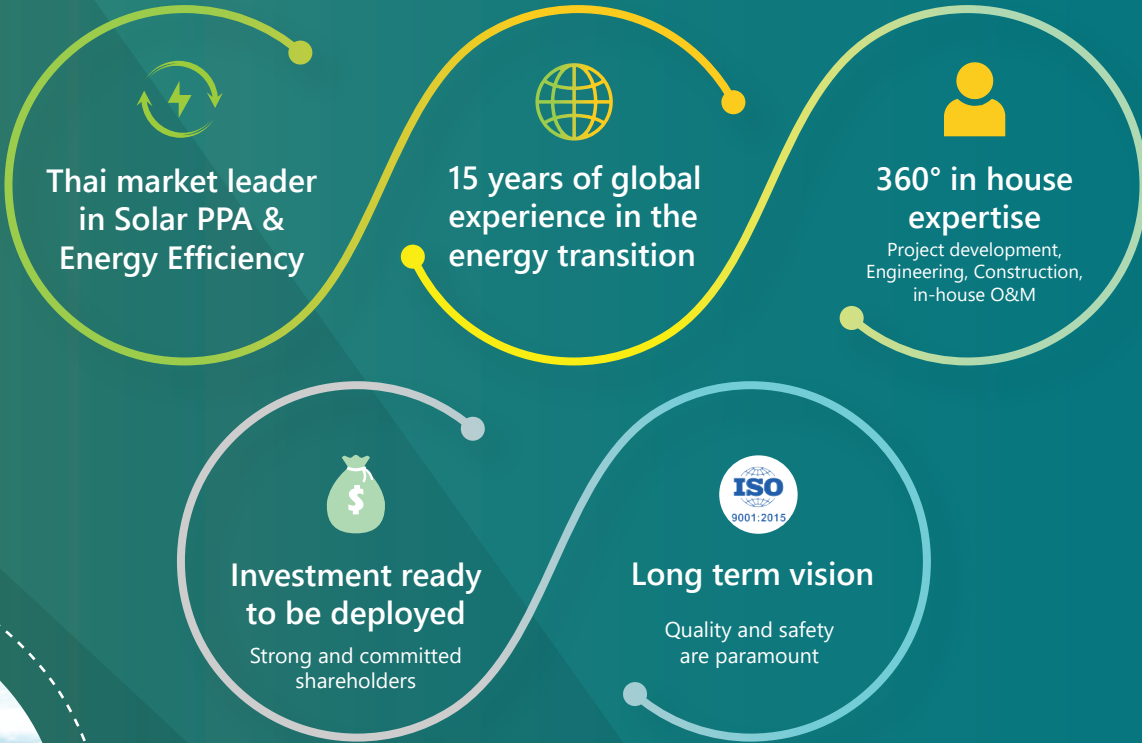 Thai market leader
in Solar PPA &
Energy Efficiency
15 years of global
experience in the
energy transition
360° in house
expertise
Project development,
Engineering, Construction,
in-house O&M
$
Investment ready
to be deployed
Strong and committed
shareholders
ISO
9001:2015
Long term vision
Quality and safety
are paramount